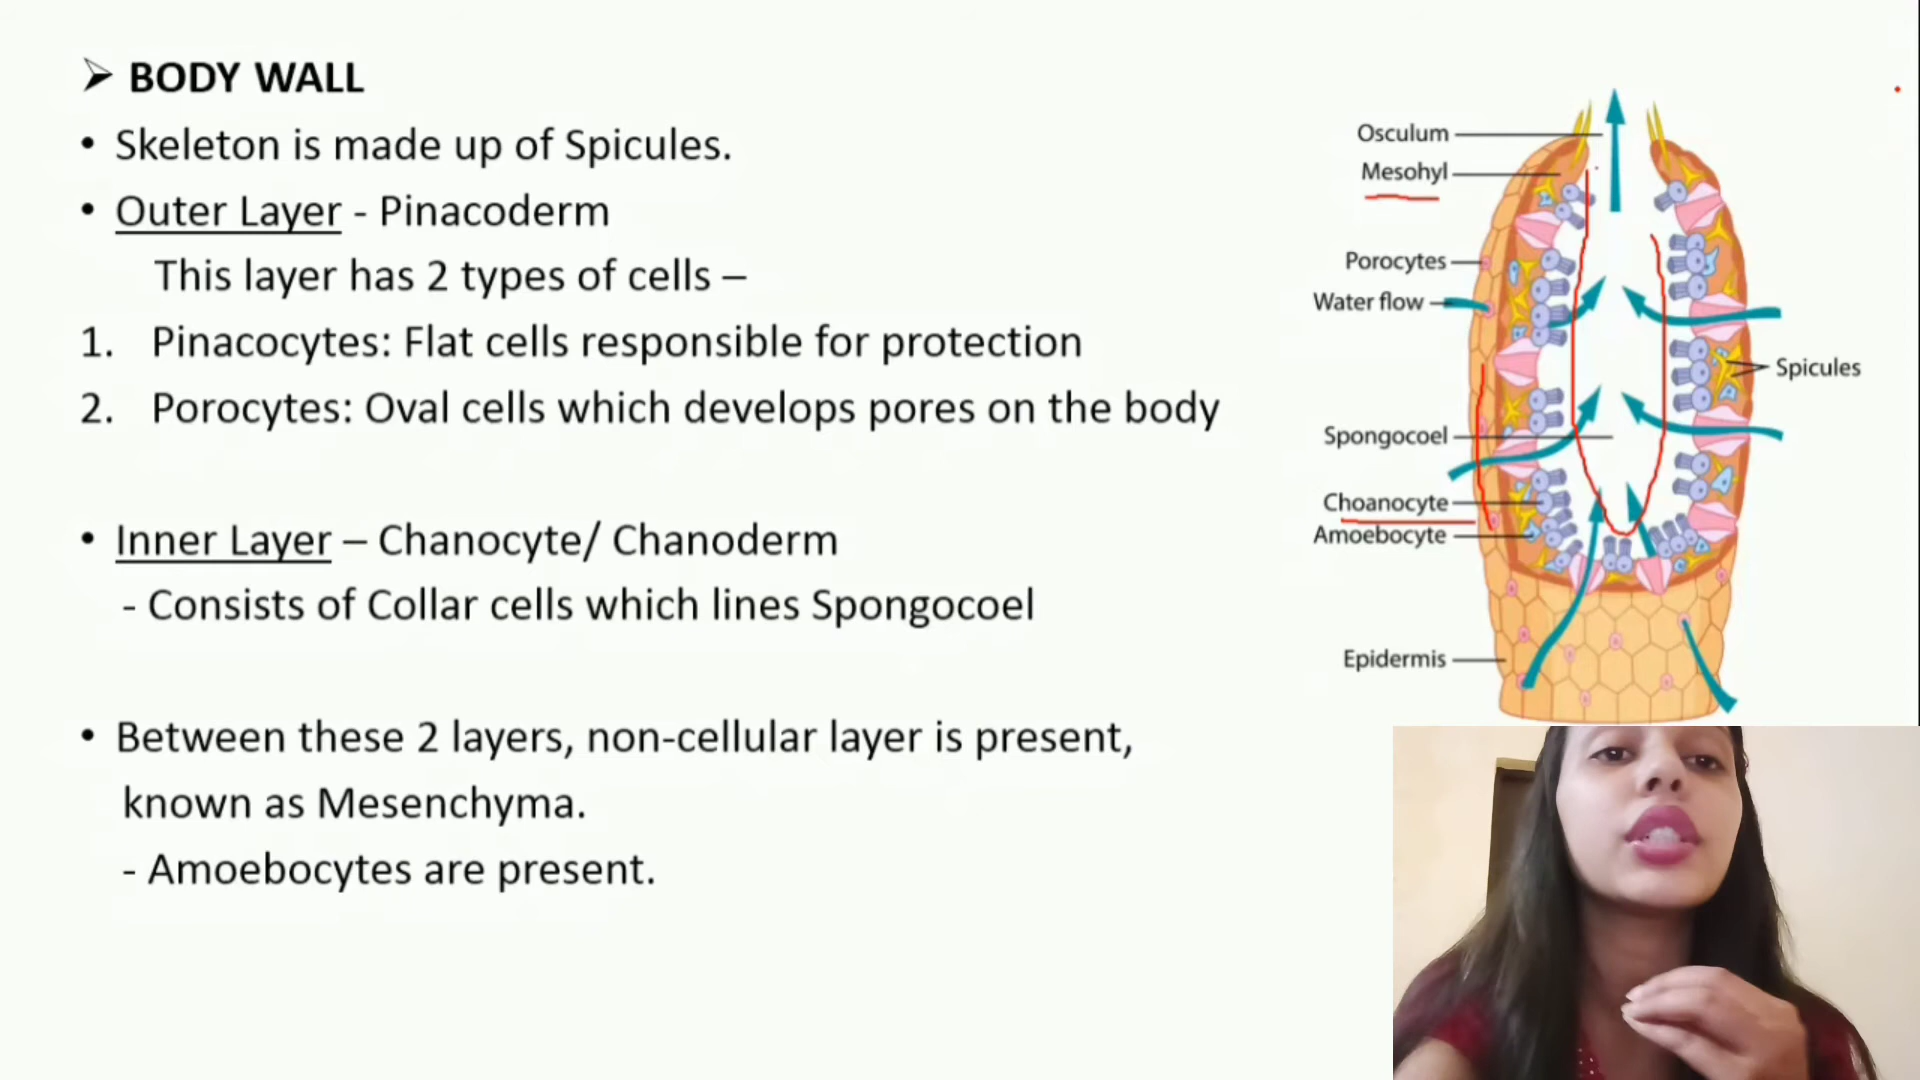 ➢ BODY WALL
• Skeleton is made up of Spicules.
• Outer Layer - Pinacoderm
This layer has 2 types of cells –
1. Pinacocytes: Flat cells responsible for protection
2. Porocytes: Oval cells which develops pores on the body
• Inner Layer – Chanocyte/ Chanoderm
- Consists of Collar cells which lines Spongocoel
• Between these 2 layers, non-cellular layer is present,
known as Mesenchyma.
- Amoebocytes are present.
Osculum
Mesohyl
Porocytes
Water flow
Spicules
Spongocoel
Choanocyte
Amoebocyte
Epidermis